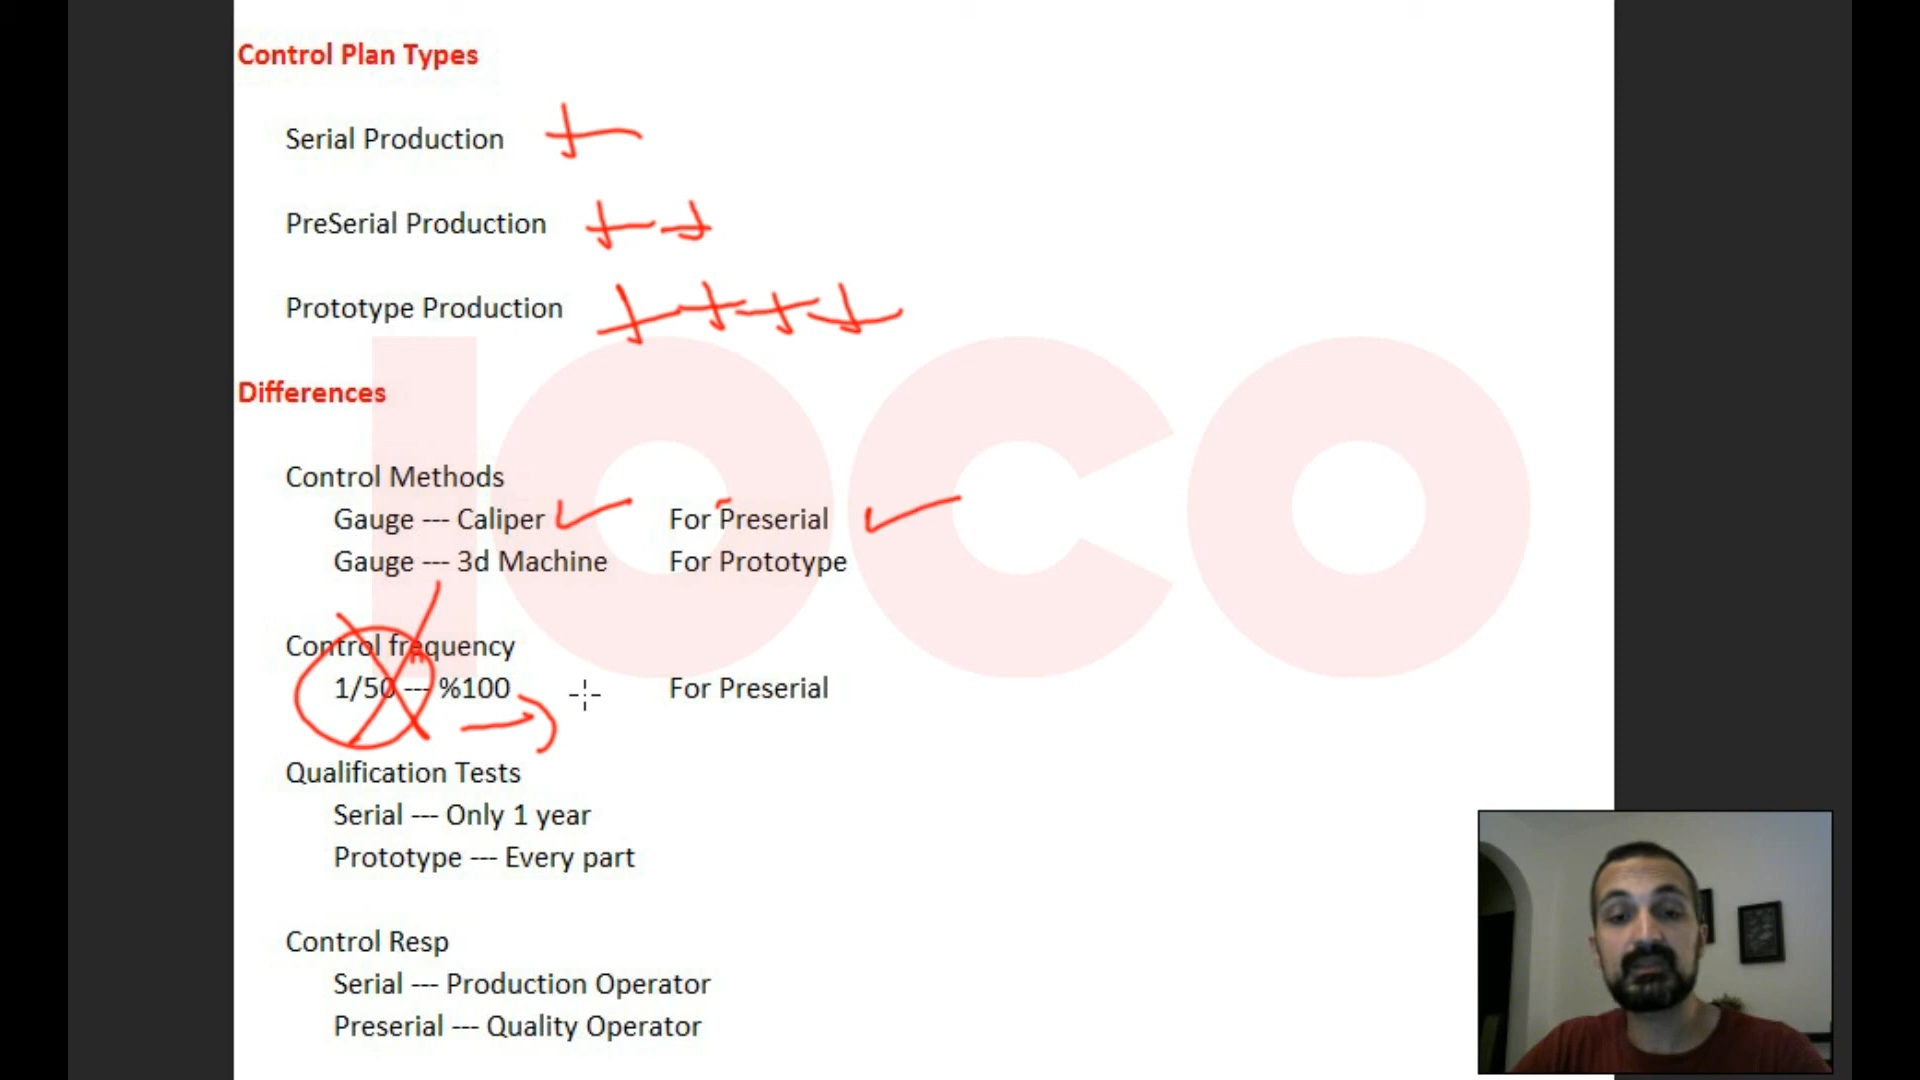 Control Plan Types
Serial Production +
PreSerial Production + +
Prototype Production + + + +
Differences
Control Methods
Gauge --- Caliper ✓ For Preserial ✓
Gauge --- 3d Machine For Prototype
Control frequency
1/50 --- %100 For Preserial
Qualification Tests
Serial --- Only 1 year
Prototype --- Every part
Control Resp
Serial --- Production Operator
Preserial --- Quality Operator
IOCO